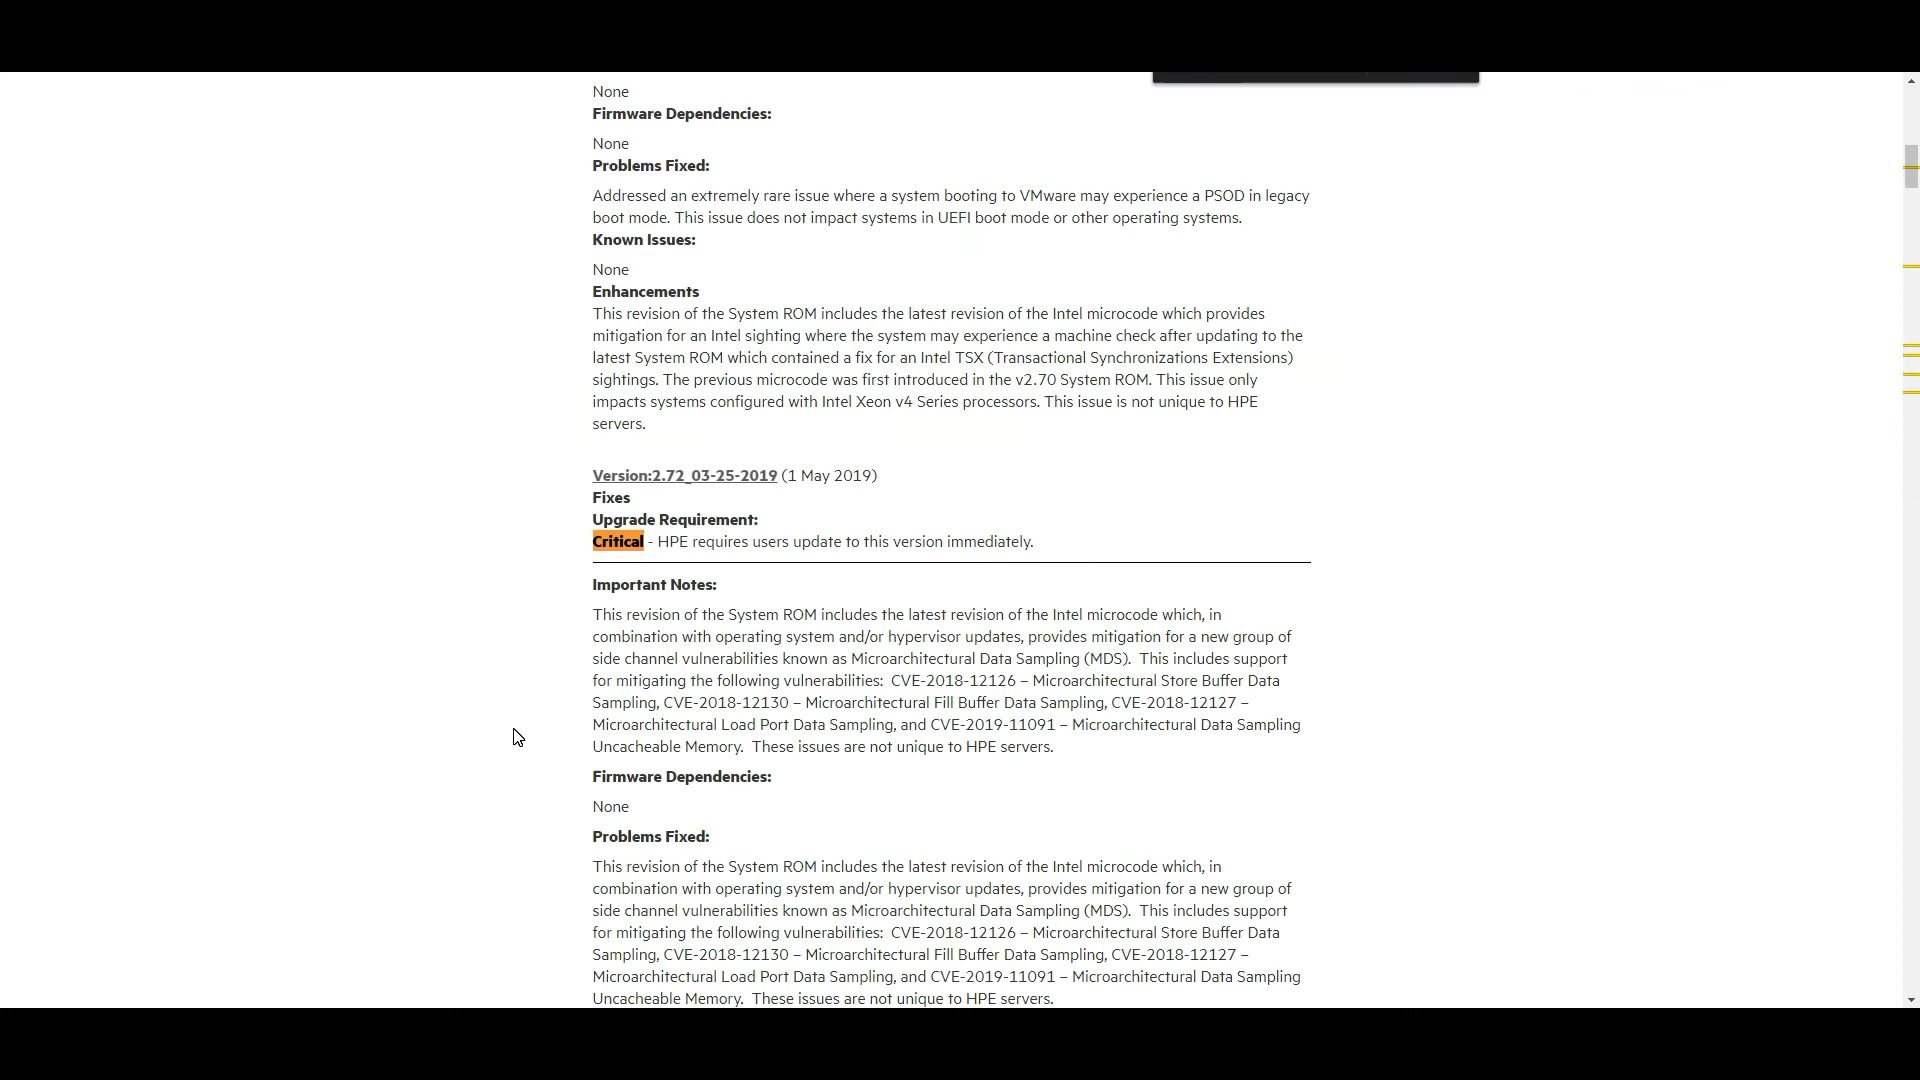 None
Firmware Dependencies:
None
Problems Fixed:
Addressed an extremely rare issue where a system booting to VMware may experience a PSOD in legacy
boot mode. This issue does not impact systems in UEFI boot mode or other operating systems.
Known Issues:
None
Enhancements
This revision of the System ROM includes the latest revision of the Intel microcode which provides
mitigation for an Intel sighting where the system may experience a machine check after updating to the
latest System ROM which contained a fix for an Intel TSX (Transactional Synchronizations Extensions)
sightings. The previous microcode was first introduced in the v2.70 System ROM. This issue only
impacts systems configured with Intel Xeon v4 Series processors. This issue is not unique to HPE
servers.
Version:2.72_03-25-2019 (1 May 2019)
Fixes
Upgrade Requirement:
Critical - HPE requires users update to this version immediately.
Important Notes:
This revision of the System ROM includes the latest revision of the Intel microcode which, in
combination with operating system and/or hypervisor updates, provides mitigation for a new group of
side channel vulnerabilities known as Microarchitectural Data Sampling (MDS).  This includes support
for mitigating the following vulnerabilities:  CVE-2018-12126 – Microarchitectural Store Buffer Data
Sampling, CVE-2018-12130 – Microarchitectural Fill Buffer Data Sampling, CVE-2018-12127 –
Microarchitectural Load Port Data Sampling, and CVE-2019-11091 – Microarchitectural Data Sampling
Uncacheable Memory.  These issues are not unique to HPE servers.
Firmware Dependencies:
None
Problems Fixed:
This revision of the System ROM includes the latest revision of the Intel microcode which, in
combination with operating system and/or hypervisor updates, provides mitigation for a new group of
side channel vulnerabilities known as Microarchitectural Data Sampling (MDS).  This includes support
for mitigating the following vulnerabilities:  CVE-2018-12126 – Microarchitectural Store Buffer Data
Sampling, CVE-2018-12130 – Microarchitectural Fill Buffer Data Sampling, CVE-2018-12127 –
Microarchitectural Load Port Data Sampling, and CVE-2019-11091 – Microarchitectural Data Sampling
Uncacheable Memory.  These issues are not unique to HPE servers.